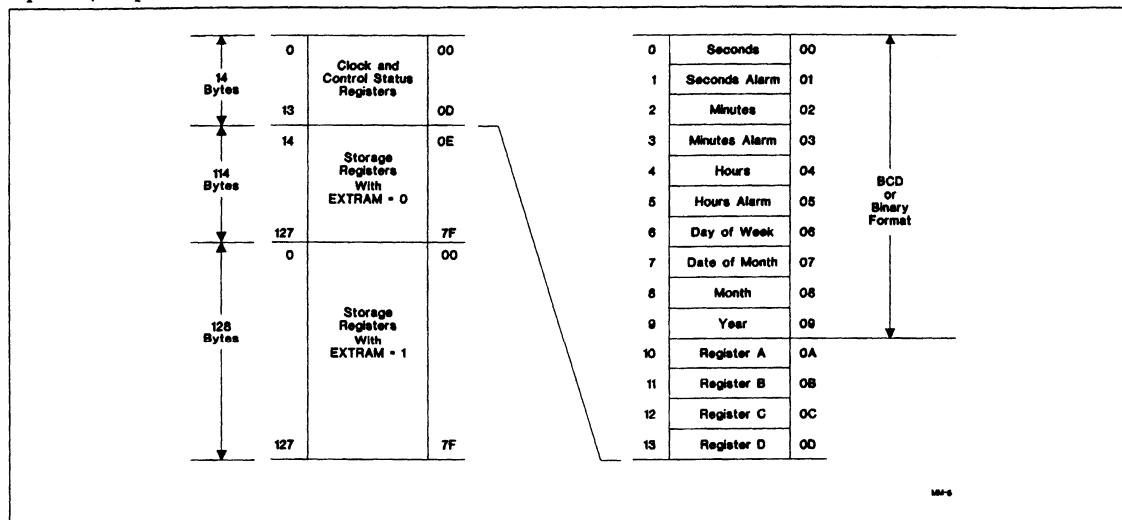 0 00
14 Bytes
Clock and
Control Status
Registers
13 0D
14 0E
114 Bytes
Storage
Registers
With
EXTRAM = 0
127 7F
0 00
128 Bytes
Storage
Registers
With
EXTRAM = 1
127 7F
0 Seconds 00
1 Seconds Alarm 01
2 Minutes 02
3 Minutes Alarm 03
4 Hours 04
5 Hours Alarm 05
6 Day of Week 06
7 Date of Month 07
8 Month 08
9 Year 09
10 Register A 0A
11 Register B 0B
12 Register C 0C
13 Register D 0D
BCD
or
Binary
Format
MM-6